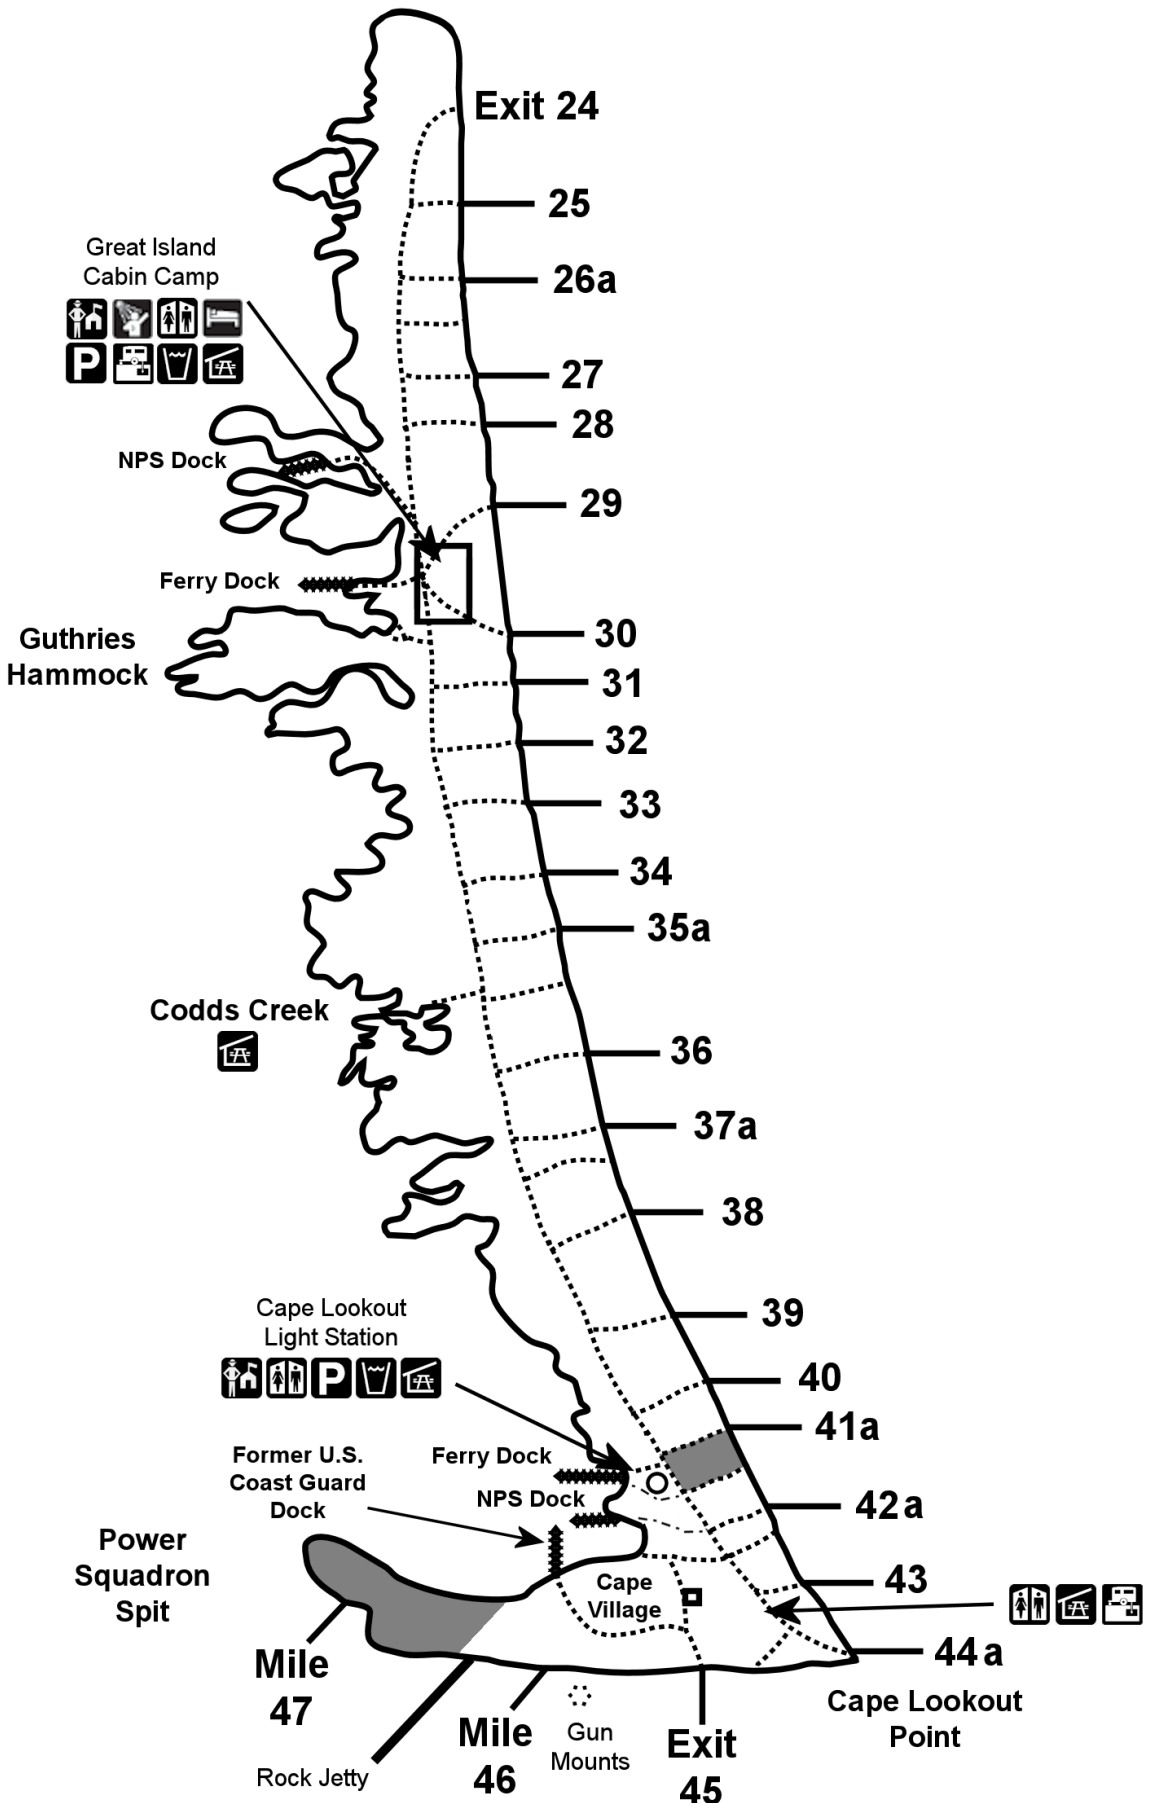 Exit 24
25
Great Island
Cabin Camp
26a
P
27
28
NPS Dock
29
Ferry Dock
30
Guthries
Hammock
31
32
33
34
35a
Codds Creek
36
37a
38
Cape Lookout
Light Station
P
39
40
41a
Ferry Dock
Former U.S.
Coast Guard
Dock
NPS Dock
42a
Power
Squadron
Spit
Cape
Village
43
44a
Mile
47
Cape Lookout
Point
Mile
46
Gun
Mounts
Exit
45
Rock Jetty